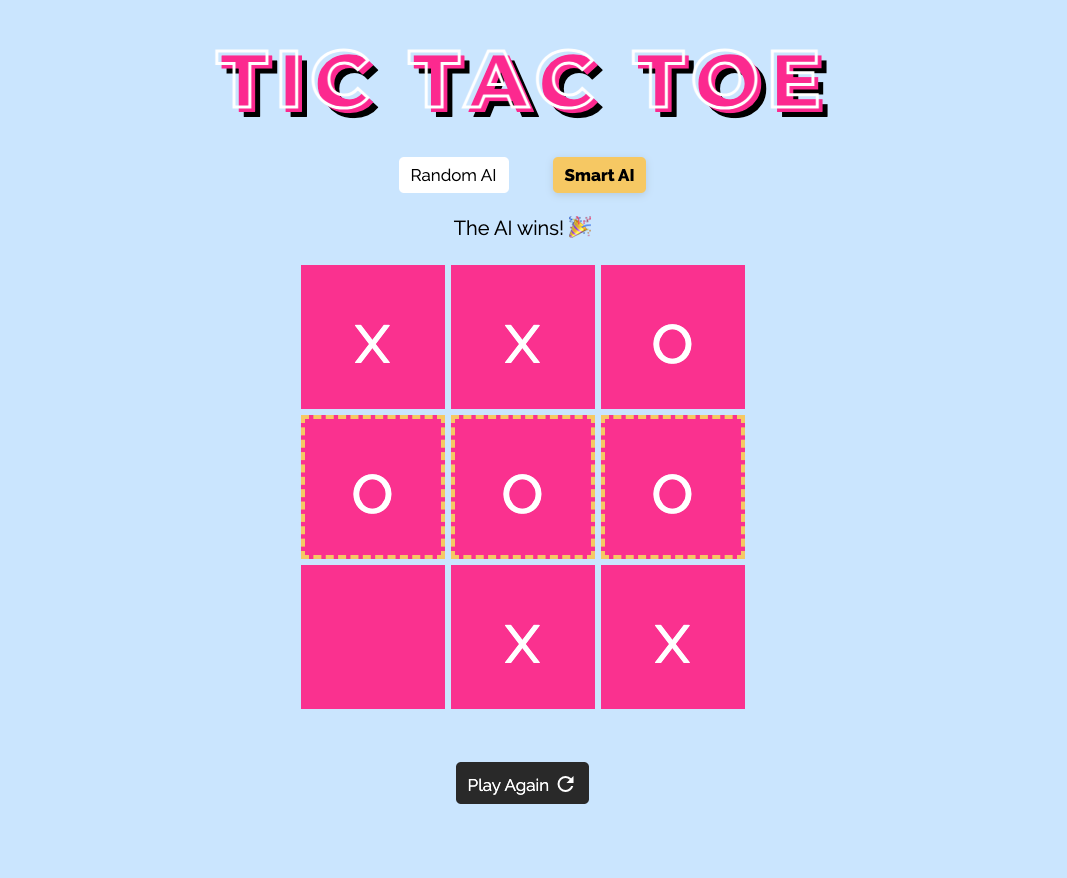 TIC TAC TOE
Random AI Smart AI
The AI wins! 🎉
X X O
O O O
X X
Play Again